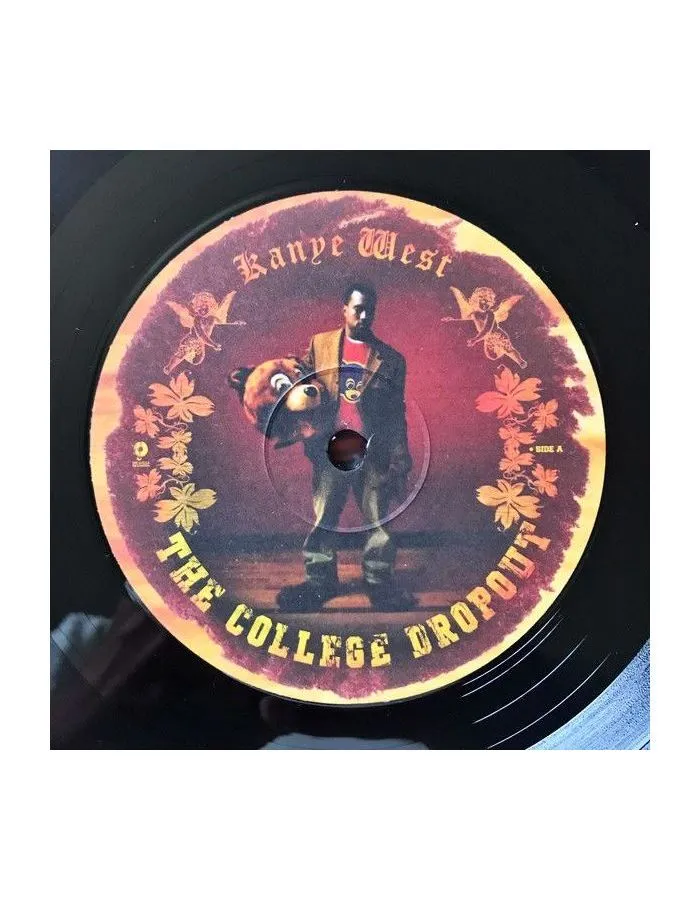 Kanye West
• SIDE A
THE COLLEGE DROPOUT